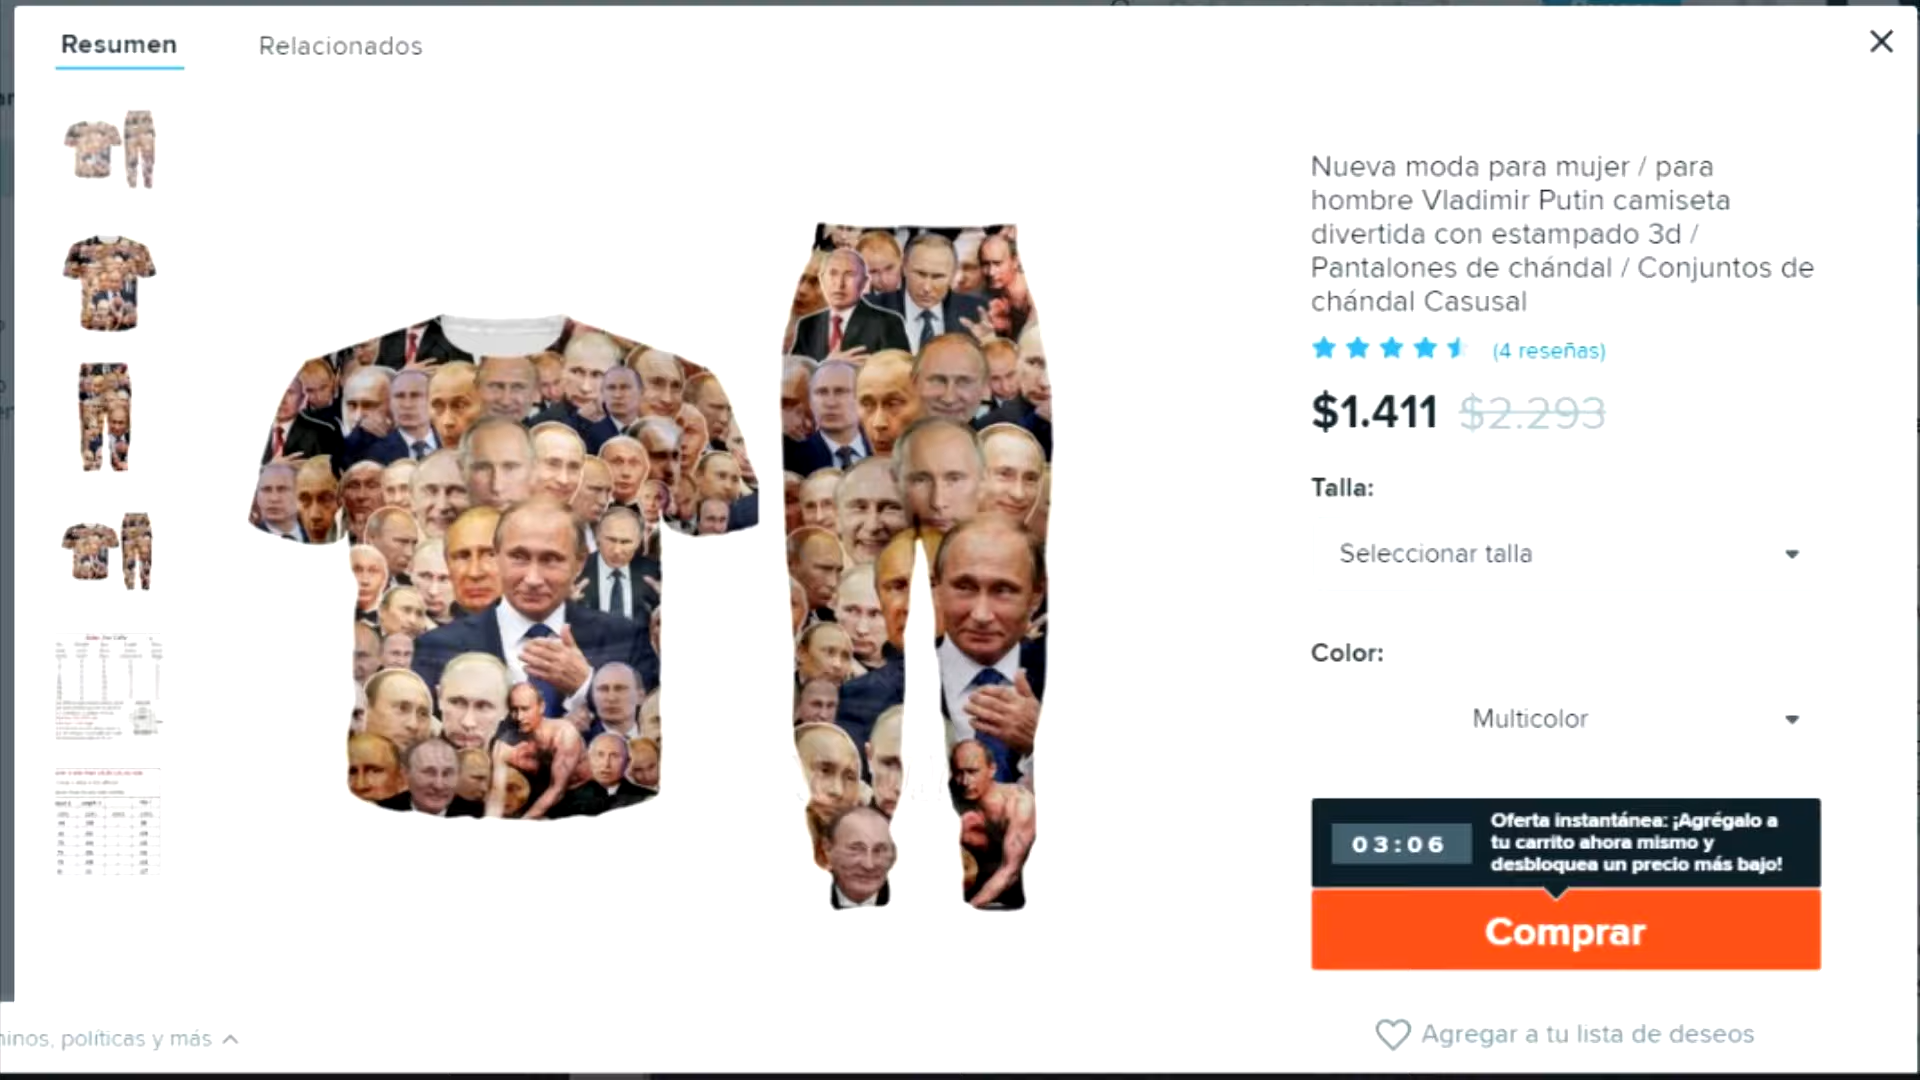 Resumen
Relacionados
Nueva moda para mujer / para
hombre Vladimir Putin camiseta
divertida con estampado 3d /
Pantalones de chándal / Conjuntos de
chándal Casusal
(4 reseñas)
$1.411 $2.293
Talla:
Seleccionar talla
Color:
Multicolor
03:06
Oferta instantánea: ¡Agrégalo a
tu carrito ahora mismo y
desbloquea un precio más bajo!
Comprar
políticas y más
Agregar a tu lista de deseos